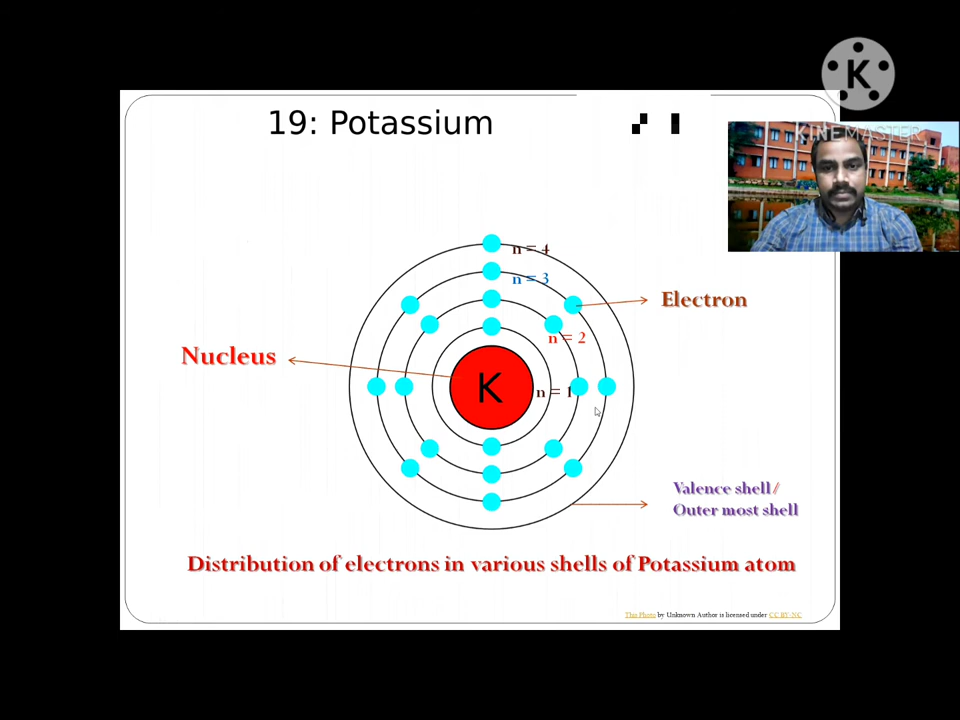 19: Potassium
K
KINEMASTER
n = 4
n = 3
Electron
n = 2
Nucleus
K
n = 1
Valence shell/
Outer most shell
Distribution of electrons in various shells of Potassium atom
This Photo by Unknown Author is licensed under CC BY-NC